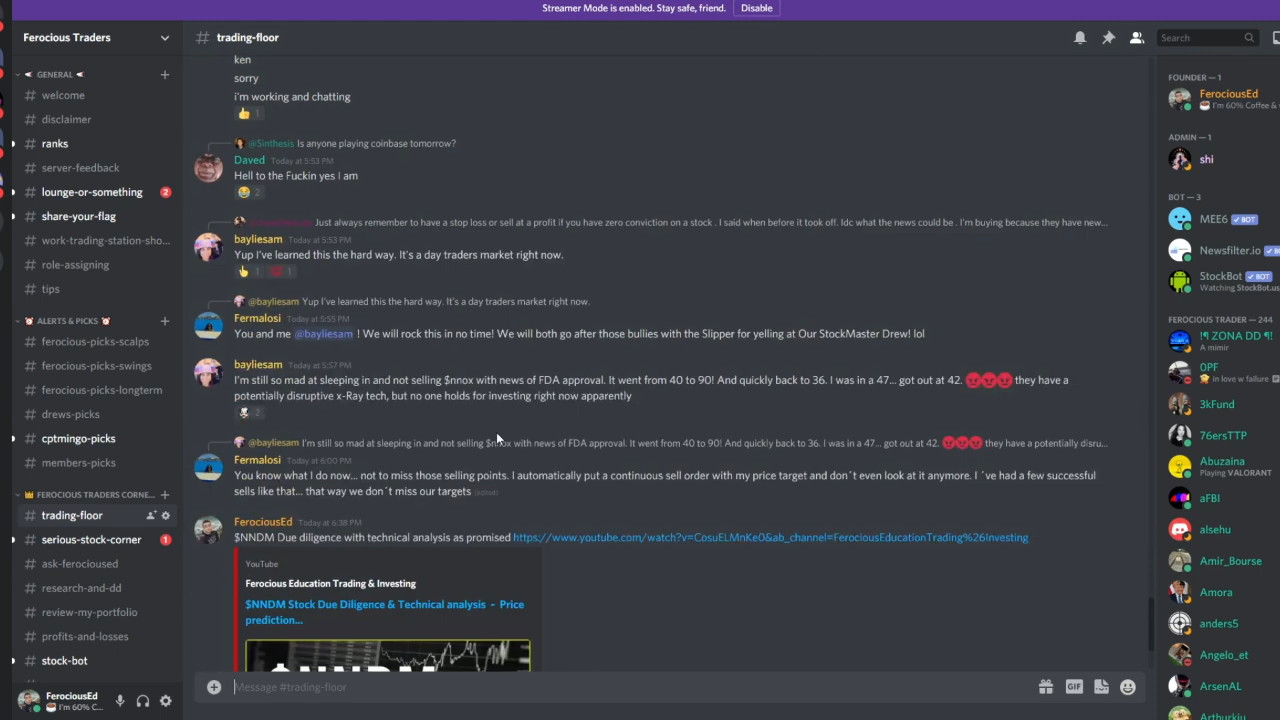 Streamer Mode is enabled. Stay safe, friend. Disable
Ferocious Traders
# trading-floor
Search
GENERAL
# welcome
# disclaimer
# ranks
# server-feedback
# lounge-or-something 2
# share-your-flag
# work-trading-station-sho...
# role-assigning
# tips
ALERTS & PICKS
# ferocious-picks-scalps
# ferocious-picks-swings
# ferocious-picks-longterm
# drews-picks
# cptmingo-picks
# members-picks
FEROCIOUS TRADERS CORNE...
# trading-floor
# serious-stock-corner 1
# ask-ferocioused
# research-and-dd
# review-my-portfolio
# profits-and-losses
# stock-bot
FerociousEd
I'm 60% C...
ken
sorry
i'm working and chatting
1
@Sinthesis Is anyone playing coinbase tomorrow?
Daved Today at 5:53 PM
Hell to the Fuckin yes I am
2
Just always remember to have a stop loss or sell at a profit if you have zero conviction on a stock . I said when before it took off. Idc what the news could be . I'm buying because they have new...
bayliesam Today at 5:53 PM
Yup I've learned this the hard way. It's a day traders market right now.
1 1
@bayliesam Yup I've learned this the hard way. It's a day traders market right now.
Fermalosi Today at 5:55 PM
You and me @bayliesam ! We will rock this in no time! We will both go after those bullies with the Slipper for yelling at Our StockMaster Drew! lol
bayliesam Today at 5:57 PM
I'm still so mad at sleeping in and not selling $nnox with news of FDA approval. It went from 40 to 90! And quickly back to 36. I was in a 47... got out at 42. they have a
potentially disruptive x-Ray tech, but no one holds for investing right now apparently
2
@bayliesam I'm still so mad at sleeping in and not selling $nnox with news of FDA approval. It went from 40 to 90! And quickly back to 36. I was in a 47... got out at 42. they have a potentially disru...
Fermalosi Today at 6:00 PM
You know what I do now... not to miss those selling points. I automatically put a continuous sell order with my price target and don´t even look at it anymore. I ´ve had a few successful
sells like that... that way we don´t miss our targets (edited)
FerociousEd Today at 6:38 PM
$NNDM Due diligence with technical analysis as promised https://www.youtube.com/watch?v=CosuELMnKe0&ab_channel=FerociousEducationTrading%26Investing
YouTube
Ferocious Education Trading & Investing
$NNDM Stock Due Diligence & Technical analysis - Price
prediction...
$NNDM
Message #trading-floor
GIF
FOUNDER — 1
FerociousEd
I'm 60% Coffee &
ADMIN — 1
shi
BOT — 3
MEE6 BOT
Newsfilter.io
StockBot BOT
Watching StockBot.us
FEROCIOUS TRADER — 244
!¶ ZONA DD ¶!
A mimir
0PF
In love w failure
3kFund
76ersTTP
Abuzaina
Playing VALORANT
aFBI
alsehu
Amir_Bourse
Amora
anders5
Angelo_et
ArsenAL
Arthurkiu